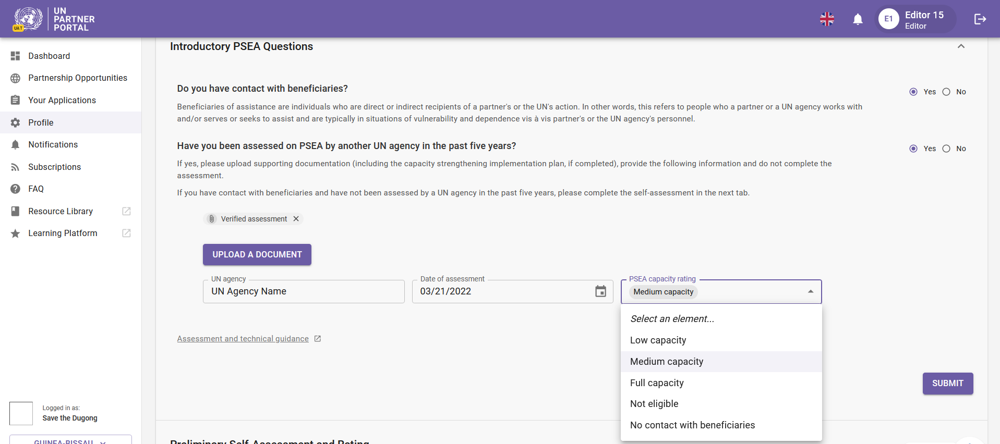 UN
PARTNER
PORTAL
UAT
E1
Editor 15
Editor
Dashboard
Partnership Opportunities
Your Applications
Profile
Notifications
Subscriptions
FAQ
Resource Library
Learning Platform
Logged in as:
Save the Dugong
GUINEA-BISSAU
Introductory PSEA Questions
Do you have contact with beneficiaries?
Yes
No
Beneficiaries of assistance are individuals who are direct or indirect recipients of a partner's or the UN's action. In other words, this refers to people who a partner or a UN agency works with
and/or serves or seeks to assist and are typically in situations of vulnerability and dependence vis à vis partner's or the UN agency's personnel.
Have you been assessed on PSEA by another UN agency in the past five years?
Yes
No
If yes, please upload supporting documentation (including the capacity strengthening implementation plan, if completed), provide the following information and do not complete the
assessment.
If you have contact with beneficiaries and have not been assessed by a UN agency in the past five years, please complete the self-assessment in the next tab.
Verified assessment
UPLOAD A DOCUMENT
UN agency
UN Agency Name
Date of assessment
03/21/2022
PSEA capacity rating
Medium capacity
Select an element...
Low capacity
Medium capacity
Full capacity
Not eligible
No contact with beneficiaries
Assessment and technical guidance
SUBMIT
Preliminary Self-Assessment and Rating